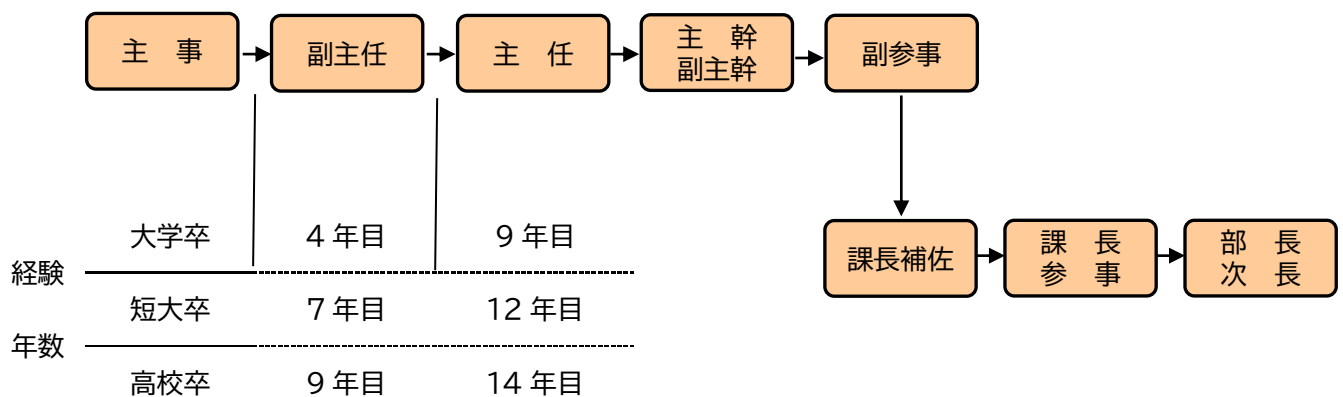 主　事
副主任
主　任
主　幹
副主幹
副参事
課長補佐
課　長
参　事
部　長
次　長
経験
年数
大学卒 4 年目 9 年目
短大卒 7 年目 12 年目
高校卒 9 年目 14 年目